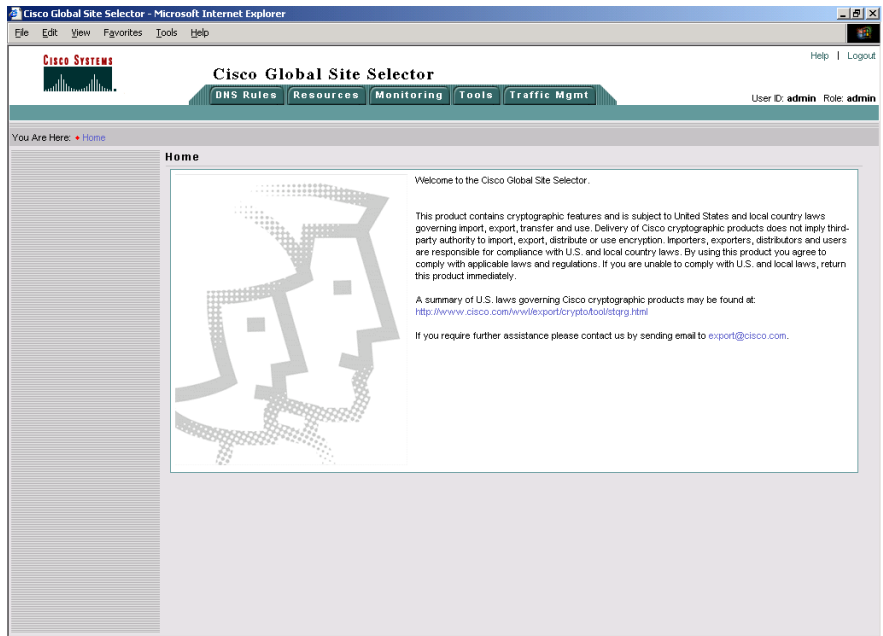 Cisco Global Site Selector - Microsoft Internet Explorer
File Edit View Favorites Tools Help
Help | Logout
CISCO SYSTEMS
Cisco Global Site Selector
DNS Rules Resources Monitoring Tools Traffic Mgmt
User ID: admin Role: admin
You Are Here: Home
Home
Welcome to the Cisco Global Site Selector.
This product contains cryptographic features and is subject to United States and local country laws
governing import, export, transfer and use. Delivery of Cisco cryptographic products does not imply third-
party authority to import, export, distribute or use encryption. Importers, exporters, distributors and users
are responsible for compliance with U.S. and local country laws. By using this product you agree to
comply with applicable laws and regulations. If you are unable to comply with U.S. and local laws, return
this product immediately.
A summary of U.S. laws governing Cisco cryptographic products may be found at:
http://www.cisco.com/wwl/export/crypto/tool/stqrg.html
If you require further assistance please contact us by sending email to export@cisco.com.